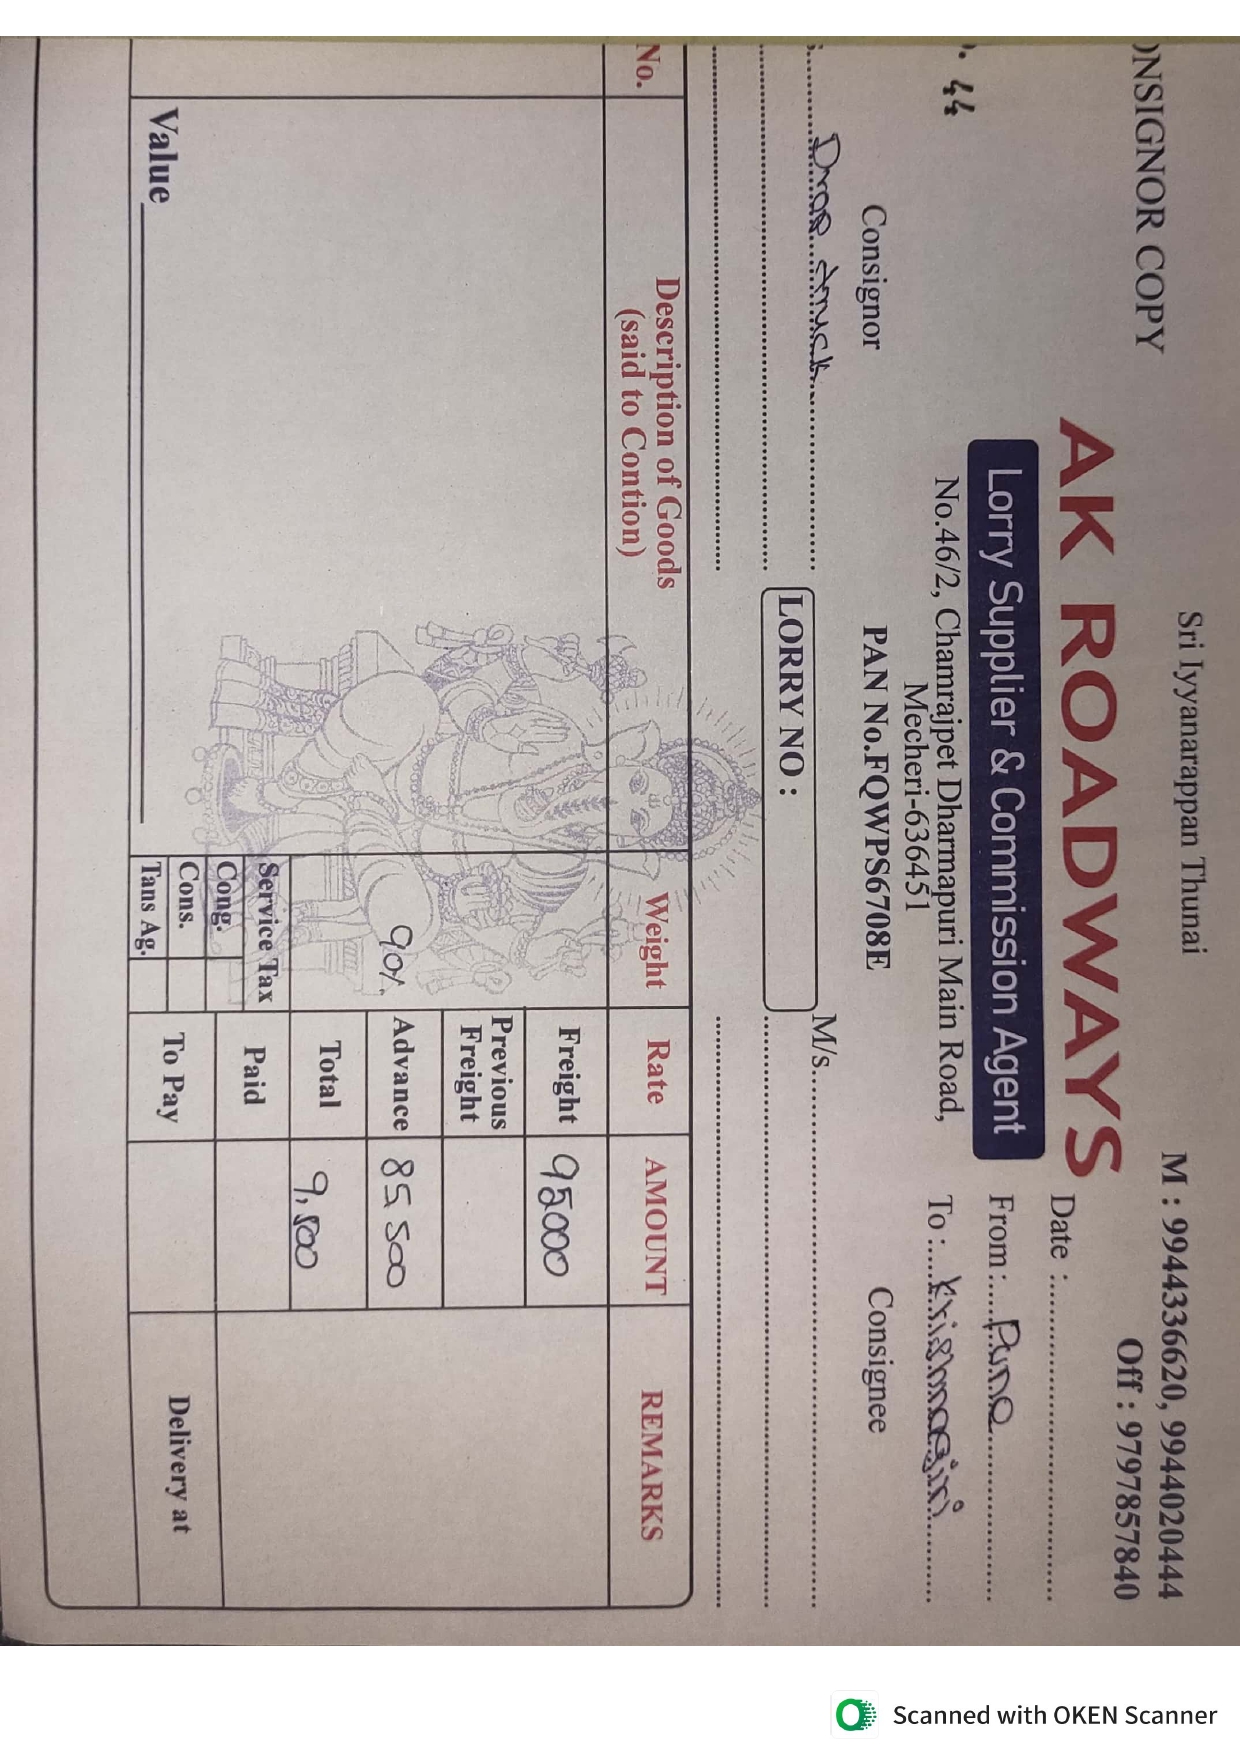 Sri Iyyanarappan Thunai
M : 9944336620, 9944020444
ONSIGNOR COPY
Off : 9797857840
AK ROADWAYS
Date :
Lorry Supplier & Commission Agent
From : Pune
. 44
No.46/2, Chamrajpet Dharmapuri Main Road,
To : Krishnagiri
Mecheri-636451
Consignor
PAN No.FQWPS6708E
Consignee
Drop truck
M/s
LORRY NO :
No.
Description of Goods
(said to Contion)
Weight
Rate
AMOUNT
REMARKS
Freight 95000
Previous
Freight
90%. Advance 85 500
Total 9,500
Service Tax
Paid
Cong.
Cons.
To Pay
Delivery at
Value
Tans Ag.
Scanned with OKEN Scanner